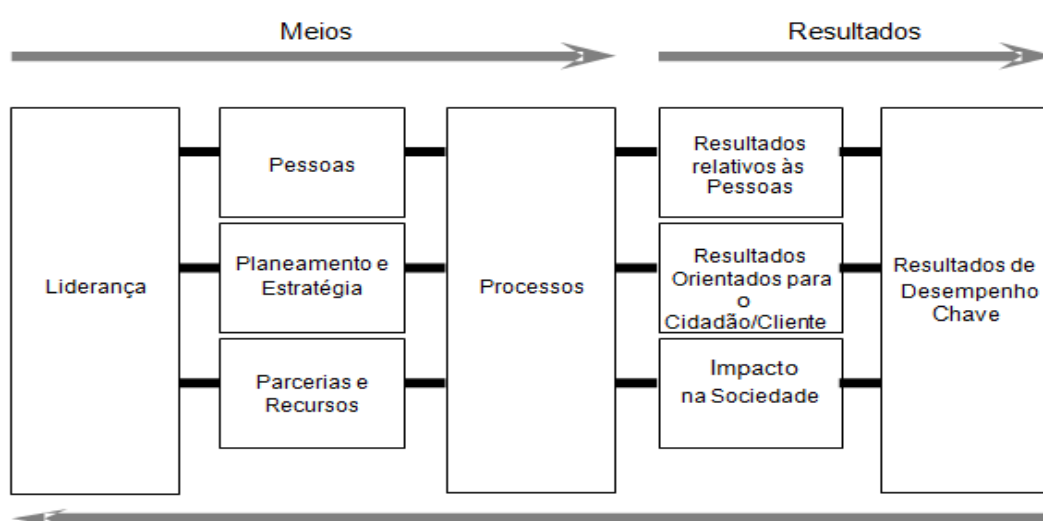 Meios
Resultados
Liderança
Pessoas
Planeamento e
Estratégia
Parcerias e
Recursos
Processos
Resultados
relativos às
Pessoas
Resultados
Orientados para
o
Cidadão/Cliente
Impacto
na Sociedade
Resultados de
Desempenho
Chave